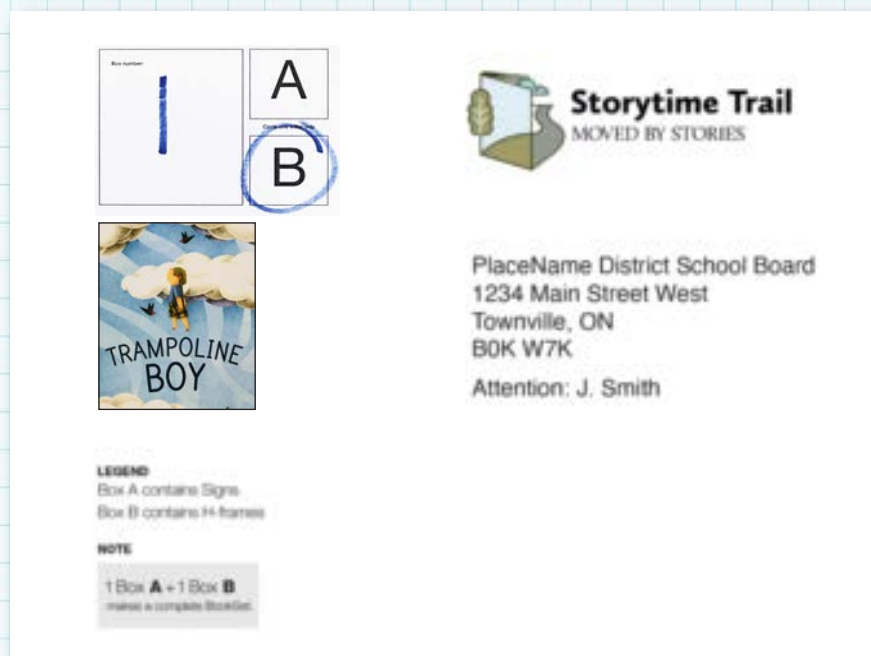 Box number
1
A
B
TRAMPOLINE
BOY
LEGEND
Box A contains Signs
Box B contains H-frames
NOTE
1 Box A + 1 Box B
makes a complete BookSet.
Storytime Trail
MOVED BY STORIES
PlaceName District School Board
1234 Main Street West
Townville, ON
B0K W7K
Attention: J. Smith